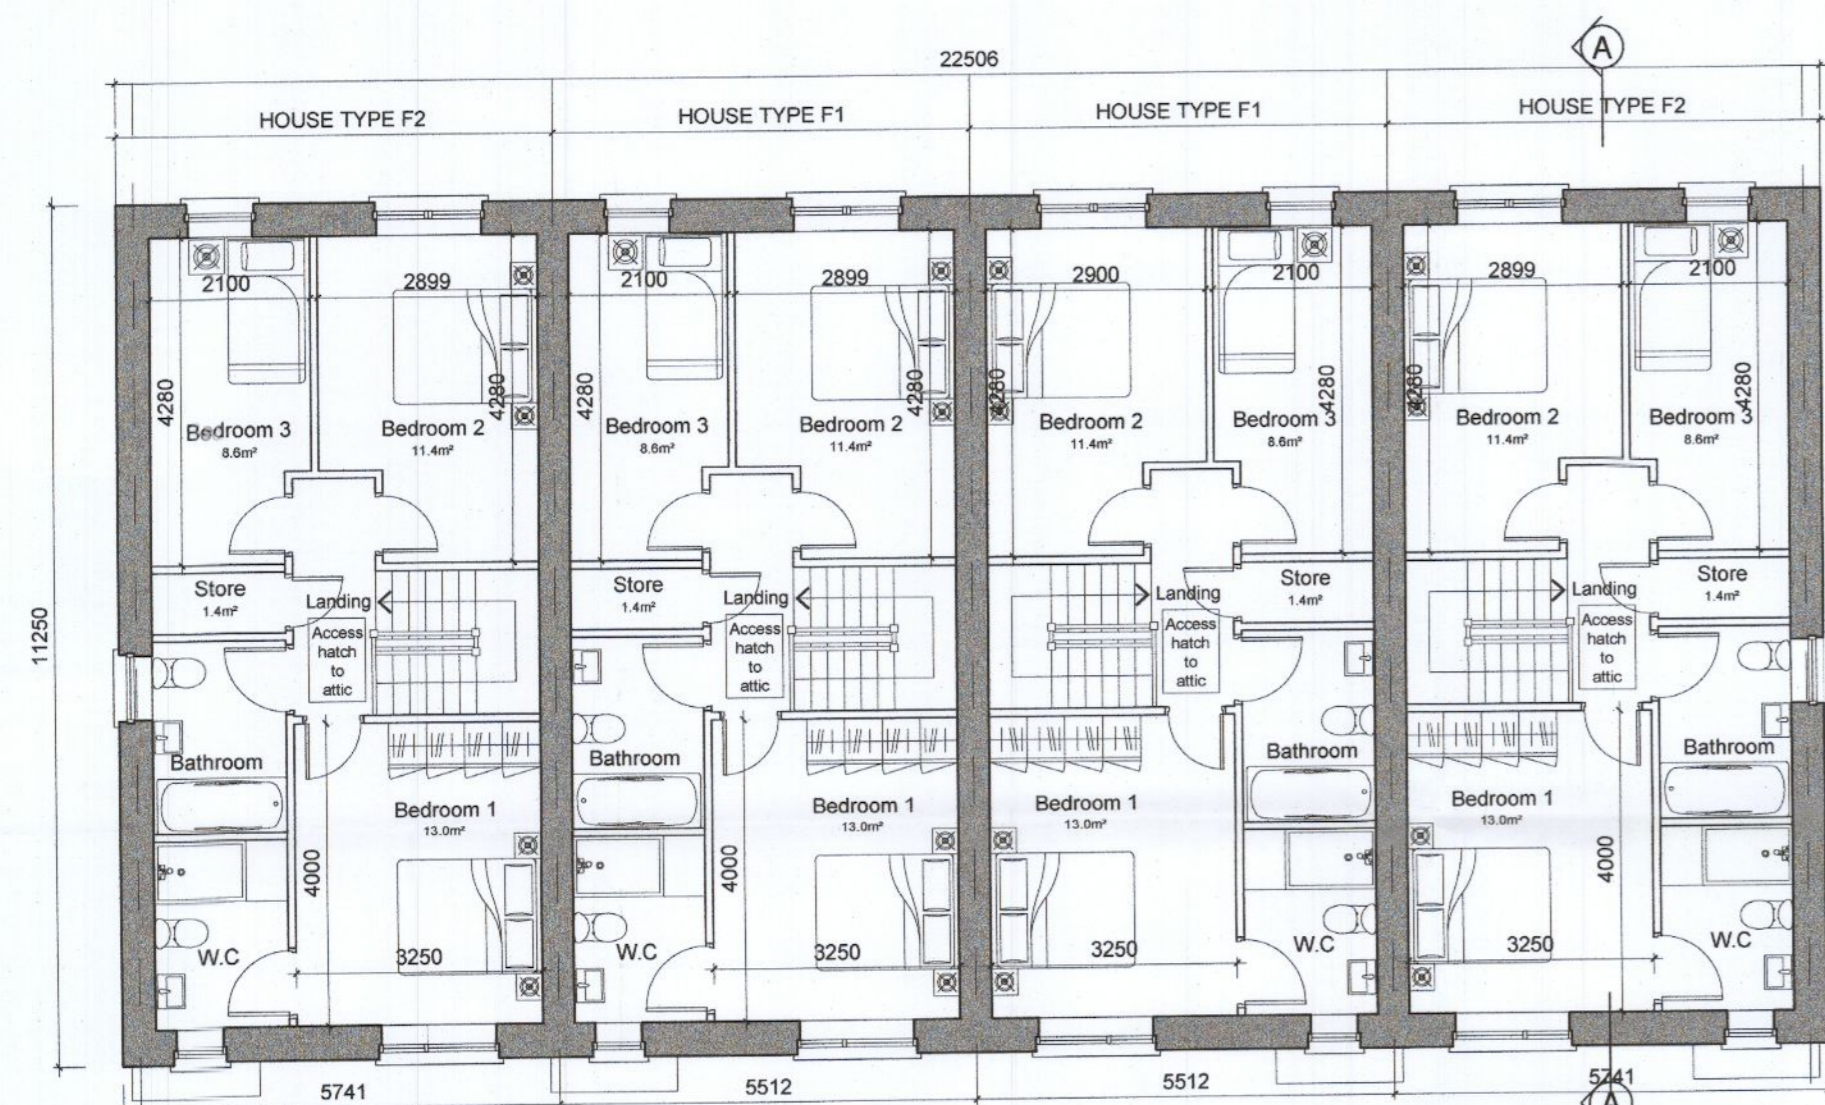 A
22506
HOUSE TYPE F2
HOUSE TYPE F1
HOUSE TYPE F1
HOUSE TYPE F2
2100
2899
2100
2899
2900
2100
2899
2100
4280
4280
4280
4280
4280
4280
4280
4280
Bedroom 3
8.6m²
Bedroom 2
11.4m²
Bedroom 3
8.6m²
Bedroom 2
11.4m²
Bedroom 2
11.4m²
Bedroom 3
8.6m²
Bedroom 2
11.4m²
Bedroom 3
8.6m²
11250
Store
1.4m²
Landing
Access
hatch
to
attic
Store
1.4m²
Landing
Access
hatch
to
attic
Landing
Access
hatch
to
attic
Store
1.4m²
Landing
Access
hatch
to
attic
Store
1.4m²
Bathroom
Bathroom
Bathroom
Bathroom
Bedroom 1
13.0m²
Bedroom 1
13.0m²
Bedroom 1
13.0m²
Bedroom 1
13.0m²
4000
4000
4000
W.C
3250
W.C
3250
3250
W.C
3250
W.C
5741
5512
5512
5741
A